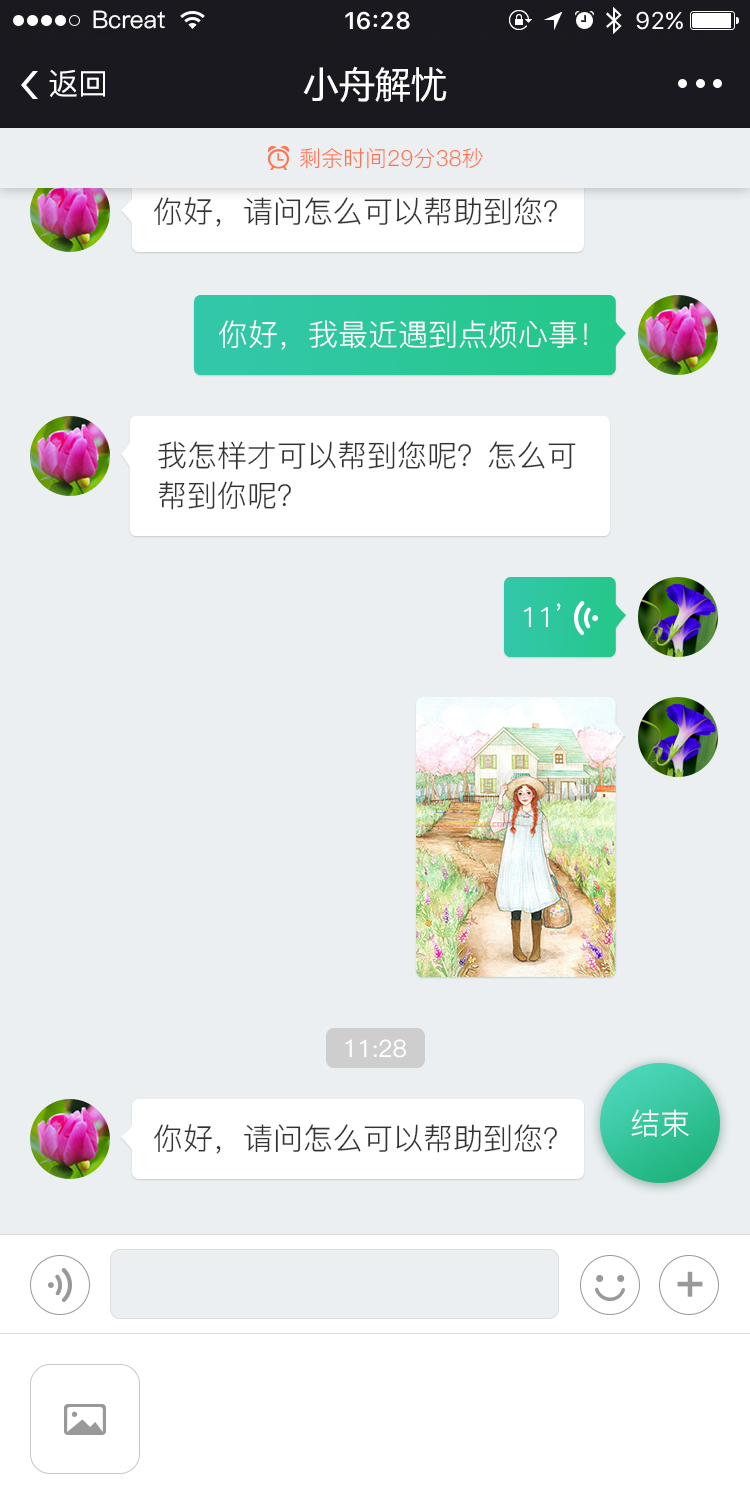 Bcreat 16:28 92%
返回 小舟解忧
剩余时间29分38秒
你好，请问怎么可以帮助到您？
你好，我最近遇到点烦心事！
我怎样才可以帮到您呢？怎么可
帮到你呢？
11’
11:28
你好，请问怎么可以帮助到您？
结束